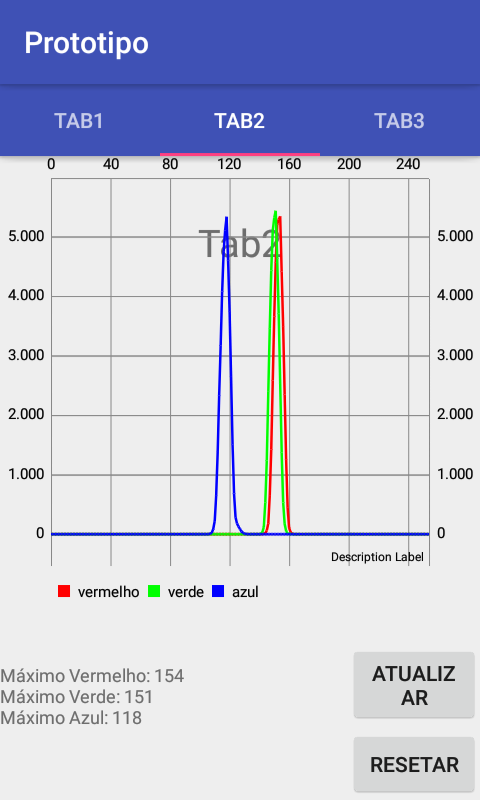 Prototipo
TAB1 TAB2 TAB3
0 40 80 120 160 200 240
Tab2
5.000 5.000
4.000 4.000
3.000 3.000
2.000 2.000
1.000 1.000
0 0
Description Label
vermelho verde azul
Máximo Vermelho: 154
Máximo Verde: 151
Máximo Azul: 118
ATUALIZ
AR
RESETAR